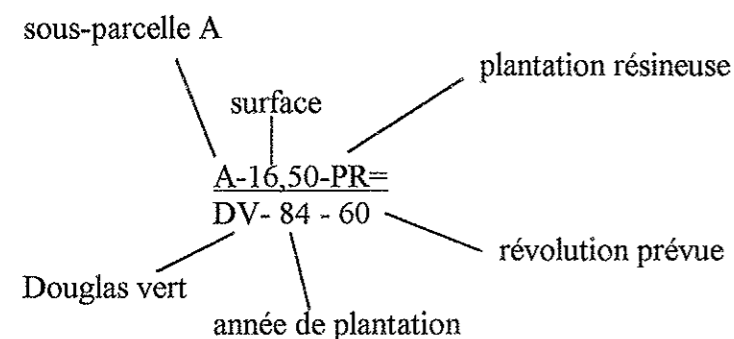 sous-parcelle A
plantation résineuse
surface
A-16,50-PR=
DV- 84 - 60
révolution prévue
Douglas vert
année de plantation